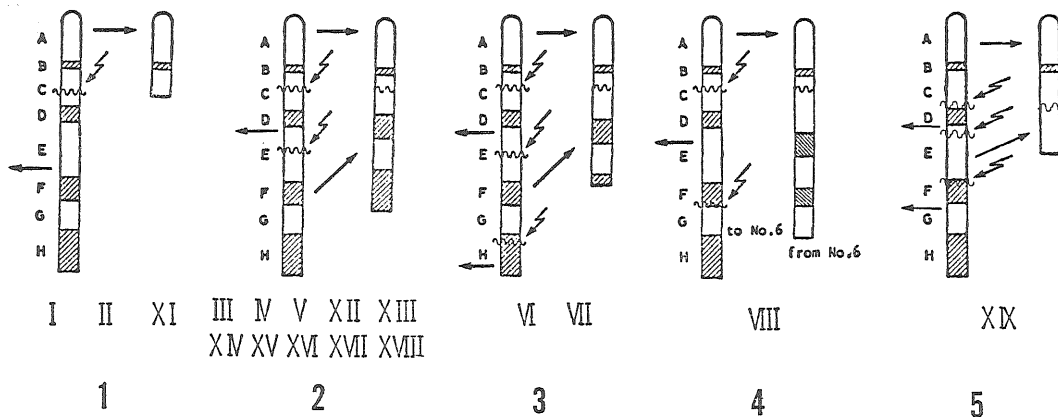 A A A A A
B B B B B
C C C C C
D D D D D
E E E E E
F F F F F
G G G to No.6 G
H H H from No.6 H
I II XI III IV V XII XIII VI VII VIII XIX
XIV XV XVI XVII XVIII
1 2 3 4 5